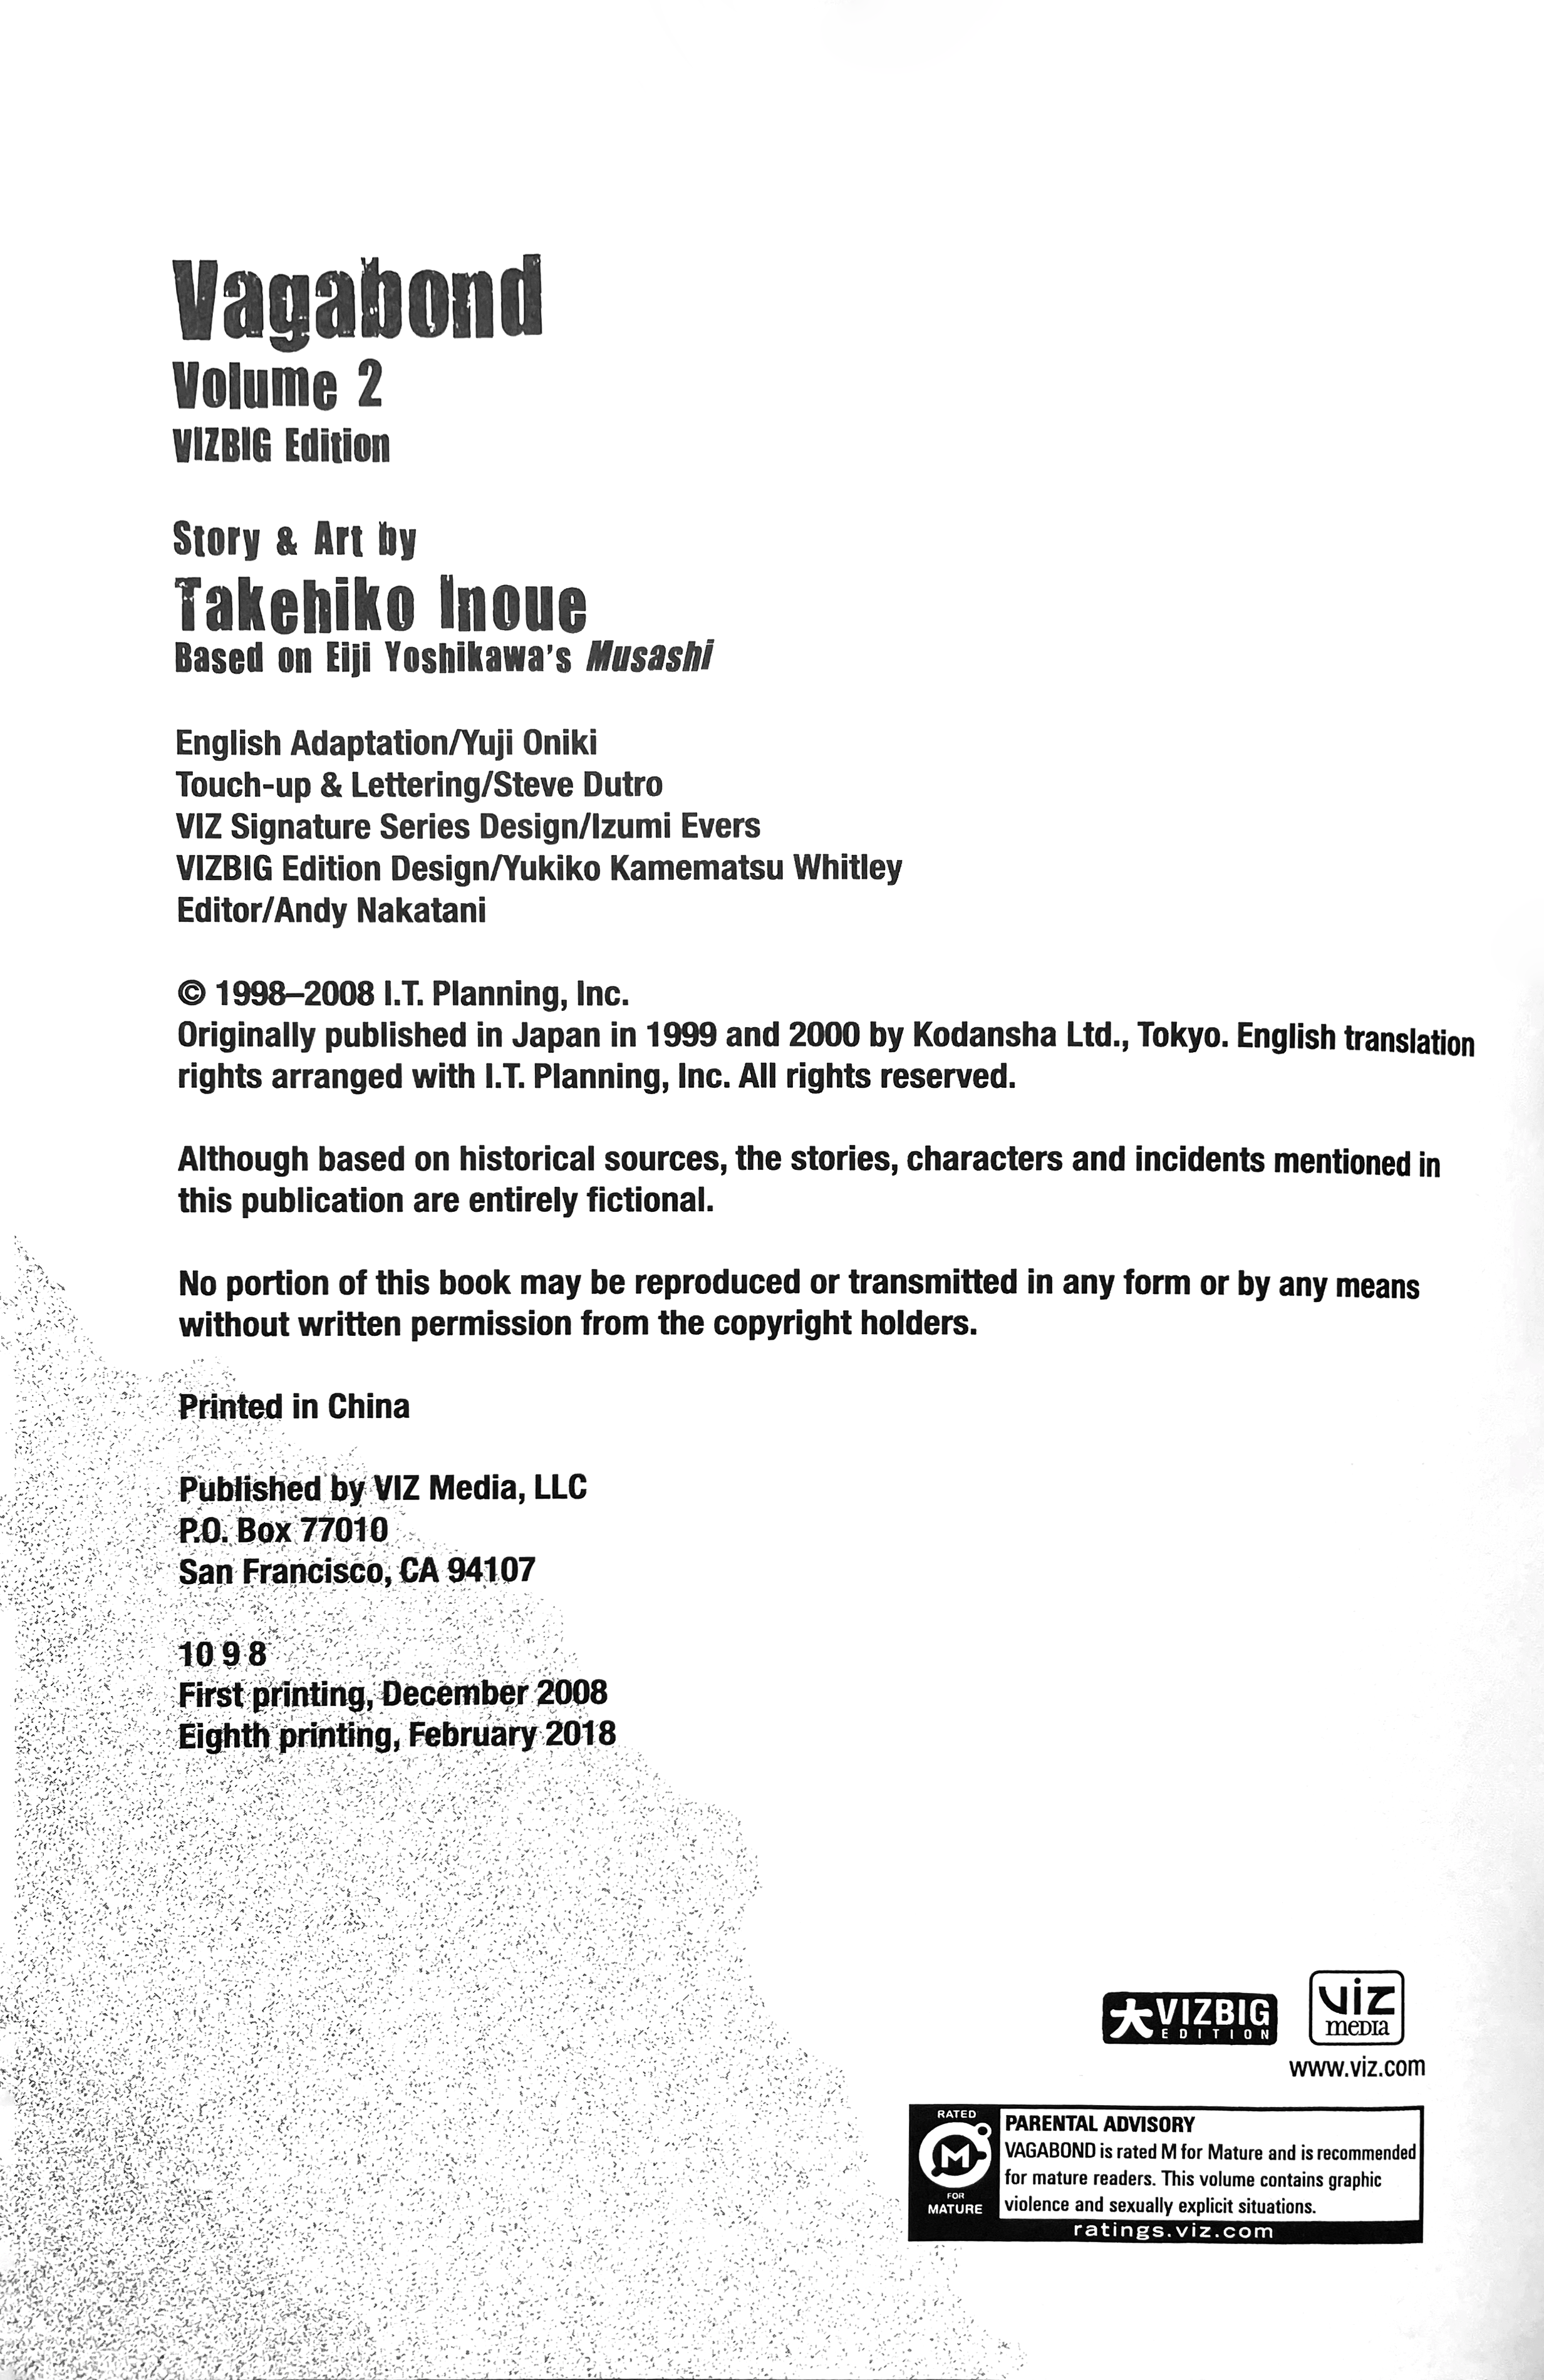 Vagabond
Volume 2
VIZBIG Edition
Story & Art by
Takehiko Inoue
Based on Eiji Yoshikawa's Musashi
English Adaptation/Yuji Oniki
Touch-up & Lettering/Steve Dutro
VIZ Signature Series Design/Izumi Evers
VIZBIG Edition Design/Yukiko Kamematsu Whitley
Editor/Andy Nakatani
© 1998–2008 I.T. Planning, Inc.
Originally published in Japan in 1999 and 2000 by Kodansha Ltd., Tokyo. English translation
rights arranged with I.T. Planning, Inc. All rights reserved.
Although based on historical sources, the stories, characters and incidents mentioned in
this publication are entirely fictional.
No portion of this book may be reproduced or transmitted in any form or by any means
without written permission from the copyright holders.
Printed in China
Published by VIZ Media, LLC
P.O. Box 77010
San Francisco, CA 94107
10 9 8
First printing, December 2008
Eighth printing, February 2018
大VIZBIG
EDITION
viz
media
www.viz.com
RATED
M
FOR
MATURE
PARENTAL ADVISORY
VAGABOND is rated M for Mature and is recommended
for mature readers. This volume contains graphic
violence and sexually explicit situations.
ratings.viz.com